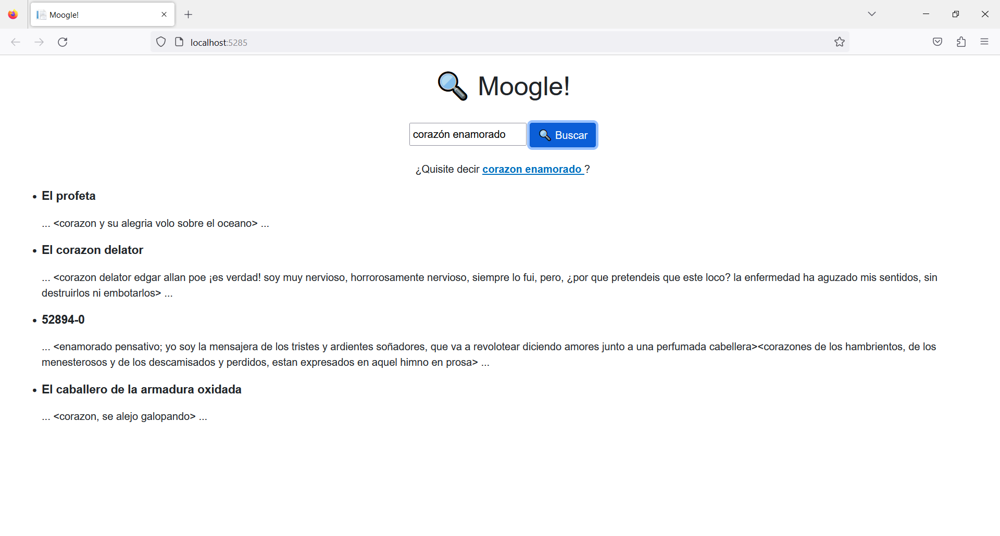 Moogle!
localhost:5285
Moogle!
corazón enamorado
Buscar
¿Quisite decir corazon enamorado ?
• El profeta
... <corazon y su alegria volo sobre el oceano> ...
• El corazon delator
... <corazon delator edgar allan poe ¡es verdad! soy muy nervioso, horrorosamente nervioso, siempre lo fui, pero, ¿por que pretendeis que este loco? la enfermedad ha aguzado mis sentidos, sin
destruirlos ni embotarlos> ...
• 52894-0
... <enamorado pensativo; yo soy la mensajera de los tristes y ardientes soñadores, que va a revolotear diciendo amores junto a una perfumada cabellera><corazones de los hambrientos, de los
menesterosos y de los descamisados y perdidos, estan expresados en aquel himno en prosa> ...
• El caballero de la armadura oxidada
... <corazon, se alejo galopando> ...